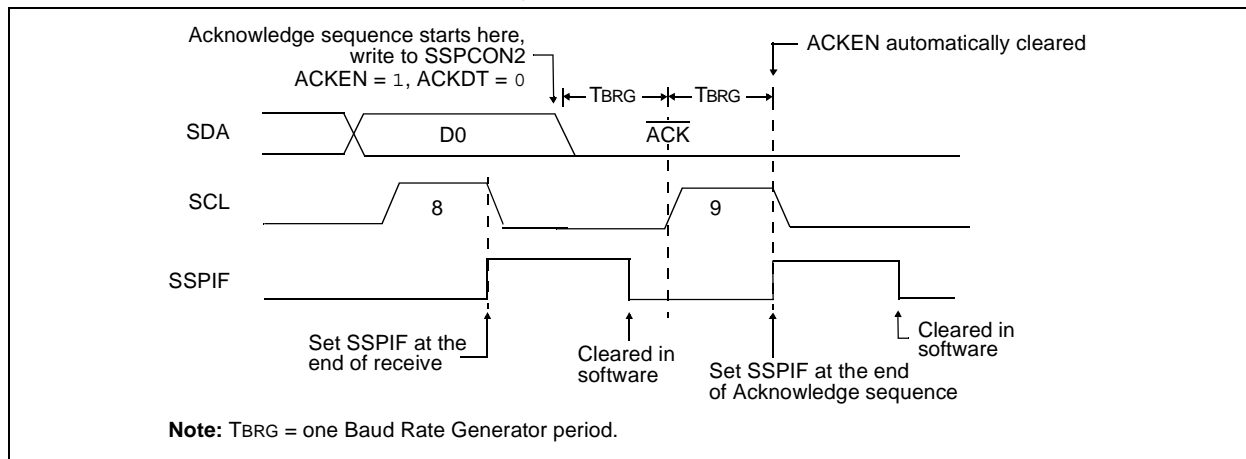 Acknowledge sequence starts here,
write to SSPCON2
ACKEN = 1, ACKDT = 0
ACKEN automatically cleared
TBRG
TBRG
SDA
D0
ACK
SCL
8
9
SSPIF
Set SSPIF at the
end of receive
Cleared in
software
Set SSPIF at the end
of Acknowledge sequence
Cleared in
software
Note: TBRG = one Baud Rate Generator period.